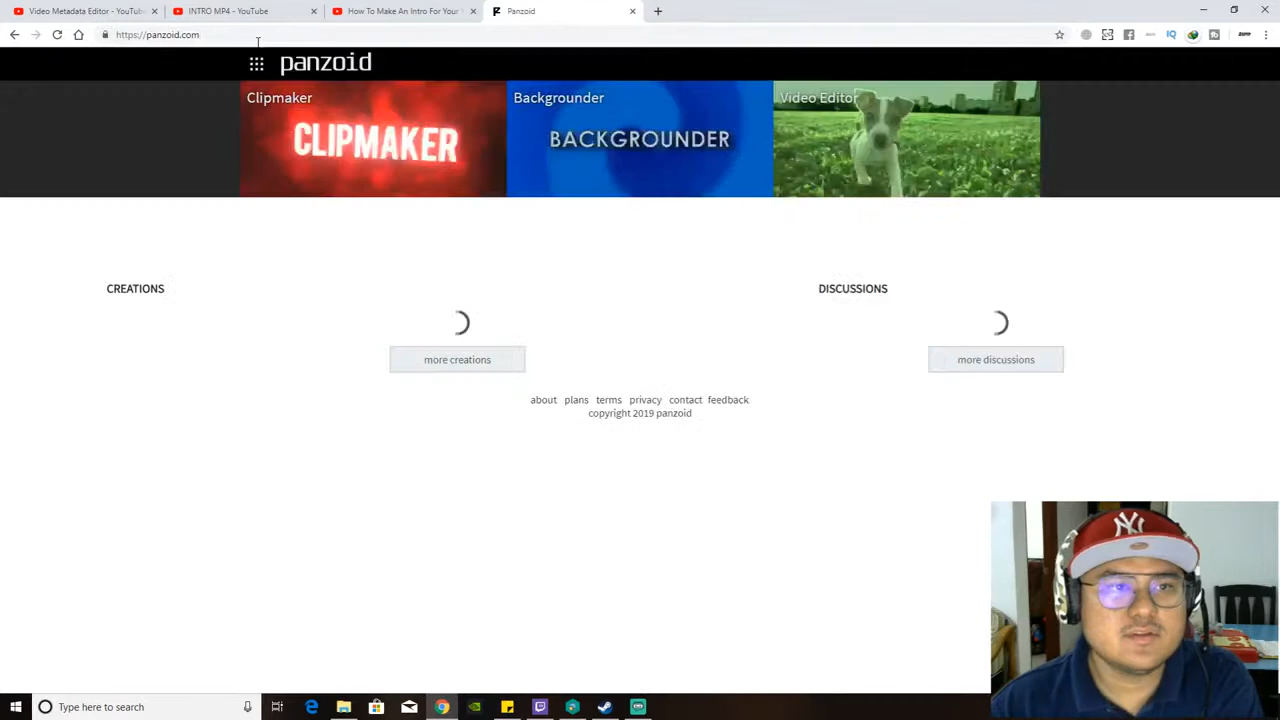 Video Metadata Editor - YouTub
INTRO MP4 - YouTube
How To Make An Intro For Your
Panzoid
https://panzoid.com
panzoid
Clipmaker
CLIPMAKER
Backgrounder
BACKGROUNDER
Video Editor
CREATIONS
more creations
DISCUSSIONS
more discussions
about plans terms privacy contact feedback
copyright 2019 panzoid
NY
Type here to search